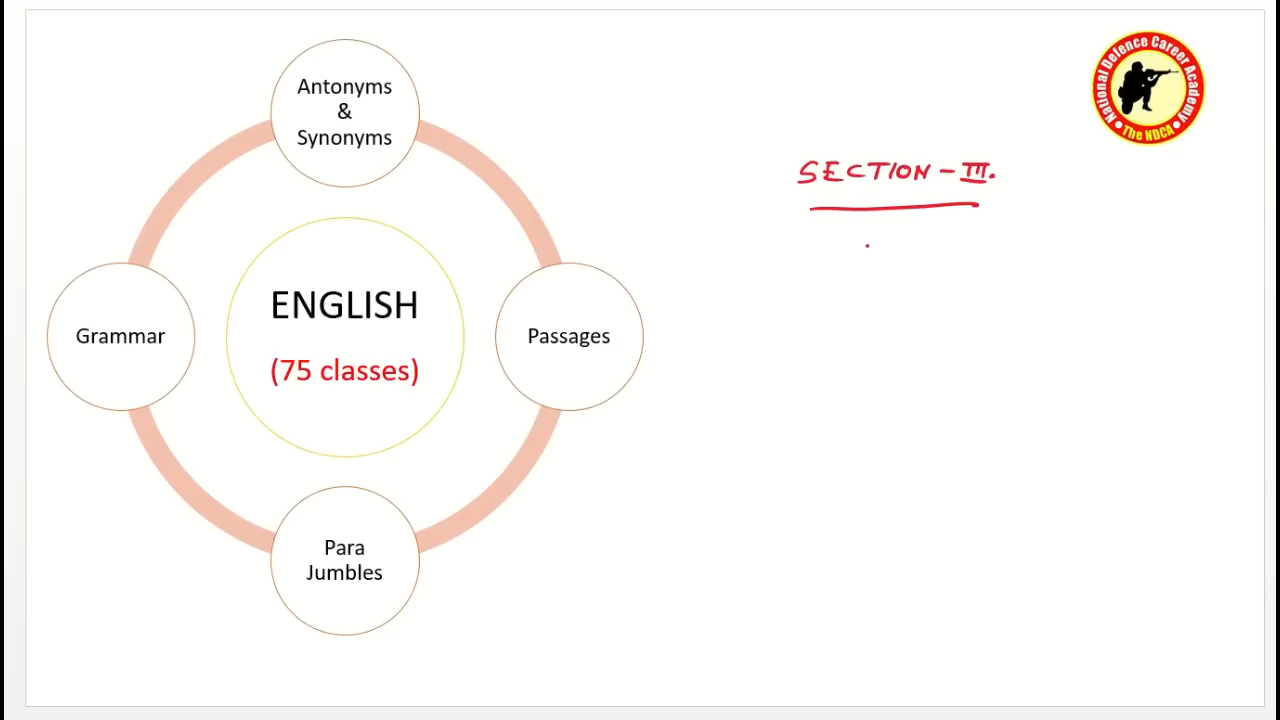 Antonyms
&
Synonyms
National Defence Career Academy
The NDCA
SECTION - III.
ENGLISH
(75 classes)
Grammar
Passages
Para
Jumbles